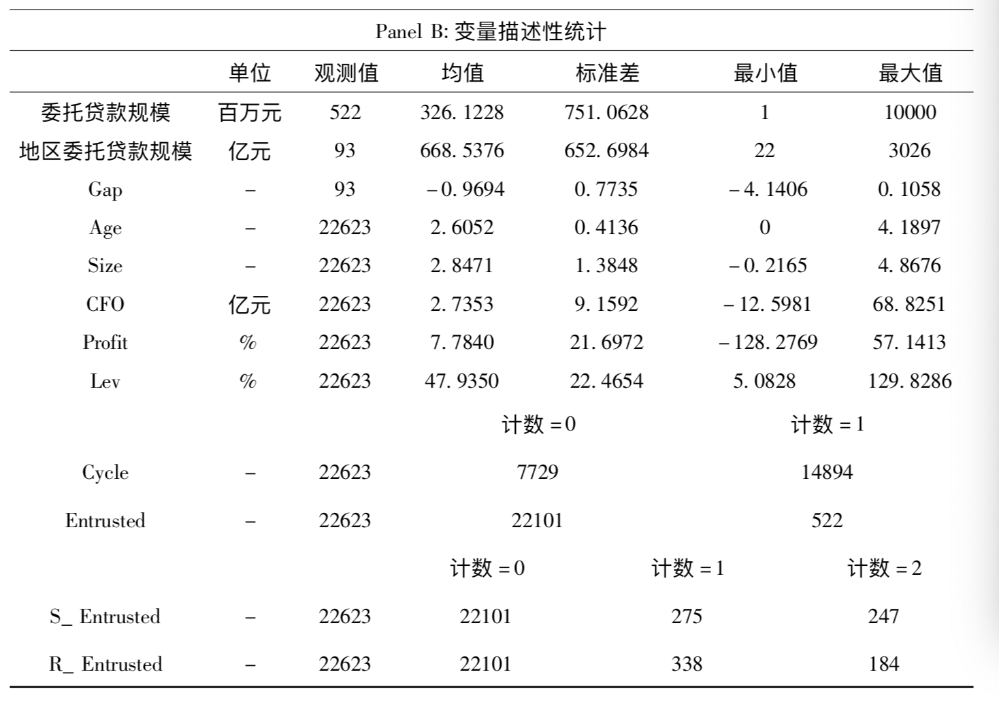 Panel B: 变量描述性统计
单位 观测值 均值 标准差 最小值 最大值
委托贷款规模 百万元 522 326.1228 751.0628 1 10000
地区委托贷款规模 亿元 93 668.5376 652.6984 22 3026
Gap - 93 -0.9694 0.7735 -4.1406 0.1058
Age - 22623 2.6052 0.4136 0 4.1897
Size - 22623 2.8471 1.3848 -0.2165 4.8676
CFO 亿元 22623 2.7353 9.1592 -12.5981 68.8251
Profit % 22623 7.7840 21.6972 -128.2769 57.1413
Lev % 22623 47.9350 22.4654 5.0828 129.8286
计数=0 计数=1
Cycle - 22623 7729 14894
Entrusted - 22623 22101 522
计数=0 计数=1 计数=2
S_ Entrusted - 22623 22101 275 247
R_ Entrusted - 22623 22101 338 184